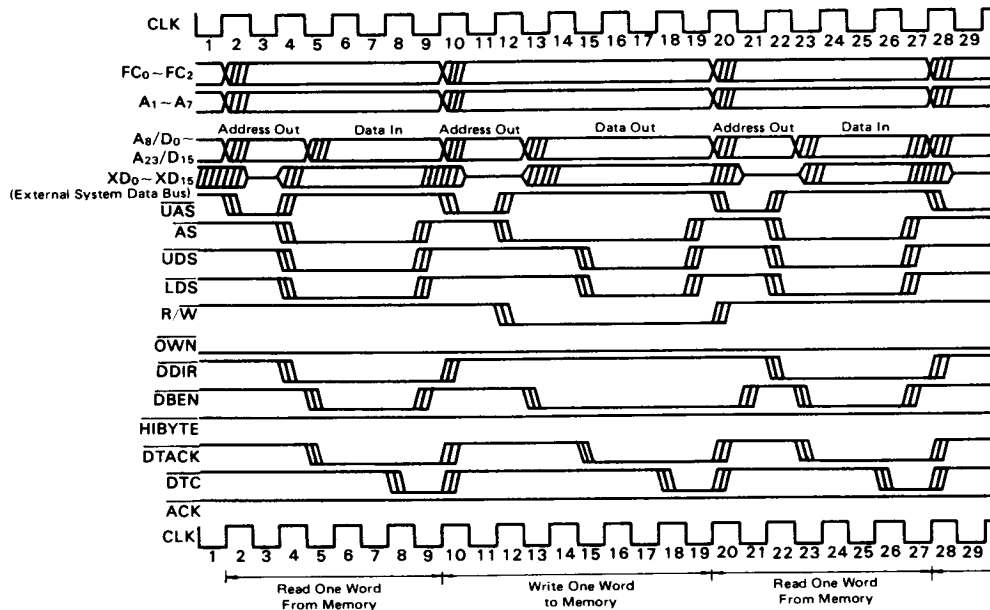 CLK
1 2 3 4 5 6 7 8 9 10 11 12 13 14 15 16 17 18 19 20 21 22 23 24 25 26 27 28 29
FC₀~FC₂
A₁~A₇
Address Out Data In Address Out Data Out Address Out Data In
A₈/D₀~
A₂₃/D₁₅
XD₀~XD₁₅
(External System Data Bus)
UAS
AS
UDS
LDS
R/W
OWN
DDIR
DBEN
HIBYTE
DTACK
DTC
ACK
CLK
1 2 3 4 5 6 7 8 9 10 11 12 13 14 15 16 17 18 19 20 21 22 23 24 25 26 27 28 29
Read One Word Write One Word Read One Word
From Memory to Memory From Memory